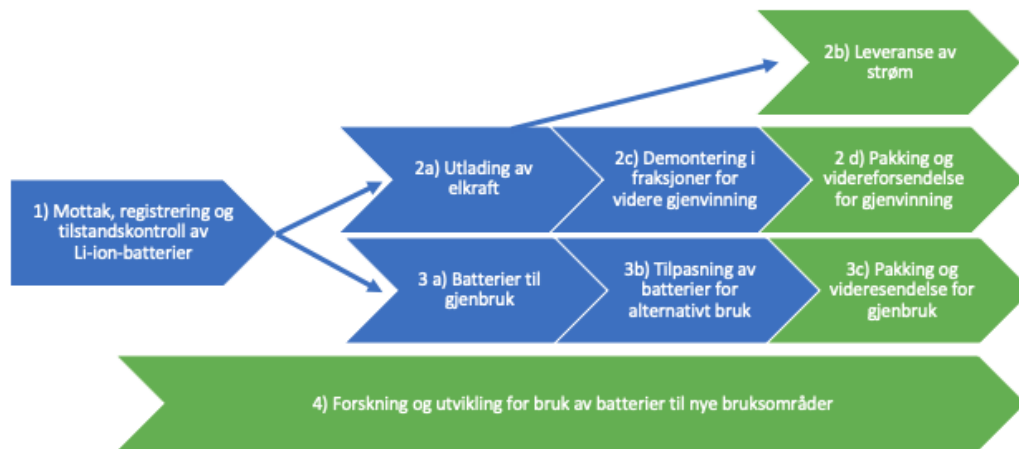 2b) Leveranse av
strøm
2a) Utlading av
elkraft
2c) Demontering i
fraksjoner for
videre gjenvinning
2 d) Pakking og
videreforsendelse
for gjenvinning
1) Mottak, registrering og
tilstandskontroll av
Li-ion-batterier
3 a) Batterier til
gjenbruk
3b) Tilpasning av
batterier for
alternativt bruk
3c) Pakking og
videresendelse for
gjenbruk
4) Forskning og utvikling for bruk av batterier til nye bruksområder